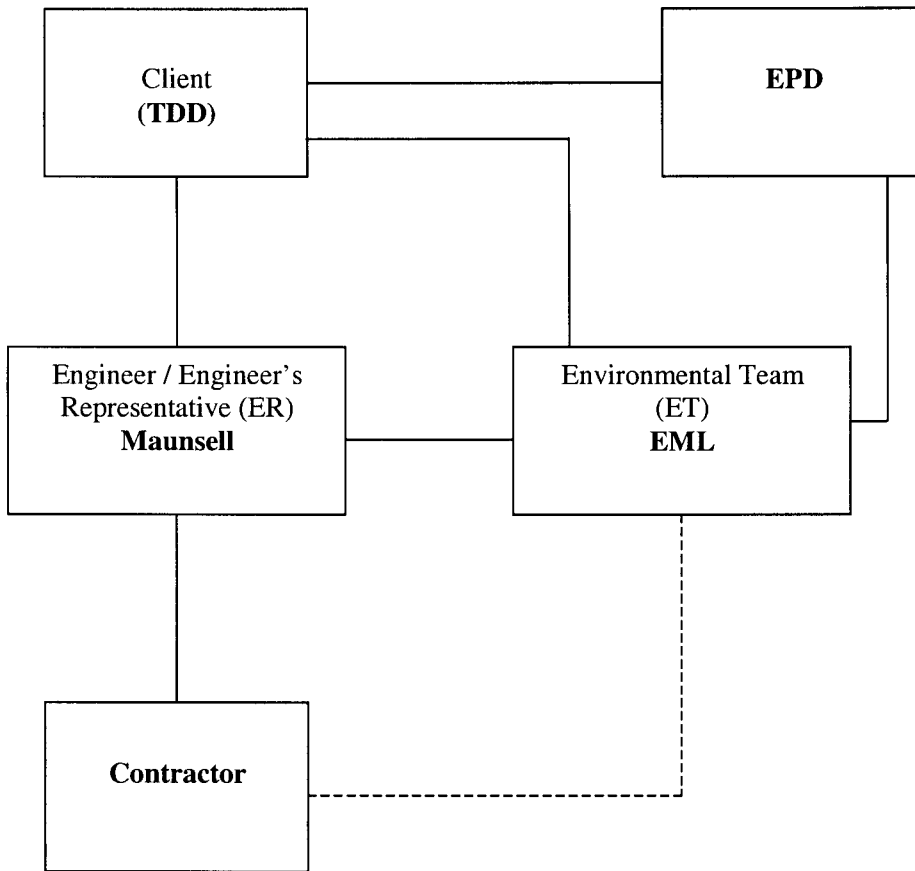 Client
(TDD)
EPD
Engineer / Engineer's
Representative (ER)
Maunsell
Environmental Team
(ET)
EML
Contractor